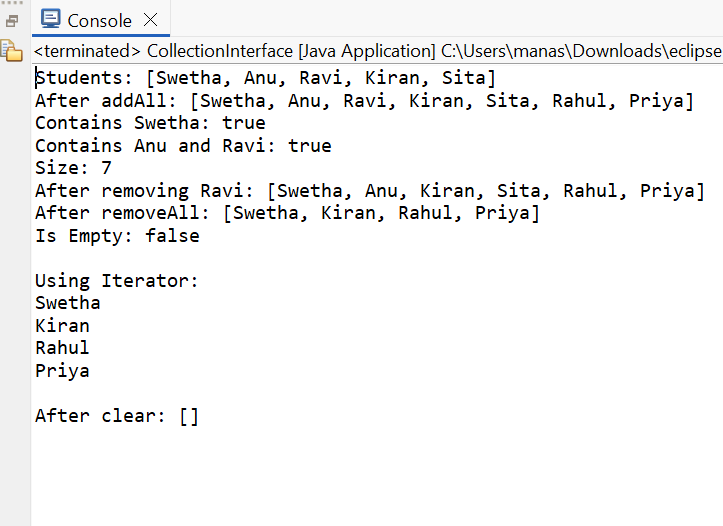 Console
<terminated> CollectionInterface [Java Application] C:\Users\manas\Downloads\eclipse
Students: [Swetha, Anu, Ravi, Kiran, Sita]
After addAll: [Swetha, Anu, Ravi, Kiran, Sita, Rahul, Priya]
Contains Swetha: true
Contains Anu and Ravi: true
Size: 7
After removing Ravi: [Swetha, Anu, Kiran, Sita, Rahul, Priya]
After removeAll: [Swetha, Kiran, Rahul, Priya]
Is Empty: false
Using Iterator:
Swetha
Kiran
Rahul
Priya
After clear: []